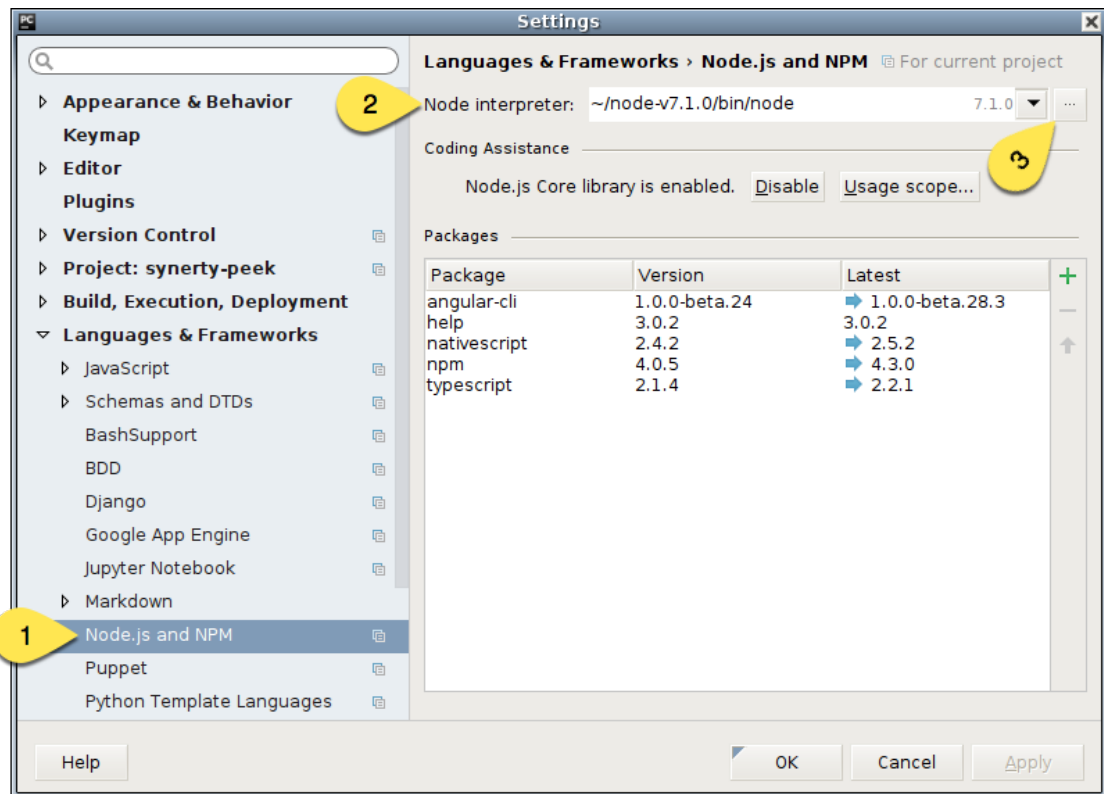 PC Settings
Languages & Frameworks › Node.js and NPM For current project
Appearance & Behavior
Keymap
Editor
Plugins
Version Control
Project: synerty-peek
Build, Execution, Deployment
Languages & Frameworks
JavaScript
Schemas and DTDs
BashSupport
BDD
Django
Google App Engine
Jupyter Notebook
Markdown
1 Node.js and NPM
Puppet
Python Template Languages
2 Node interpreter: ~/node-v7.1.0/bin/node 7.1.0 ...
3
Coding Assistance
Node.js Core library is enabled. Disable Usage scope...
Packages
Package Version Latest
angular-cli 1.0.0-beta.24 1.0.0-beta.28.3
help 3.0.2 3.0.2
nativescript 2.4.2 2.5.2
npm 4.0.5 4.3.0
typescript 2.1.4 2.2.1
Help OK Cancel Apply